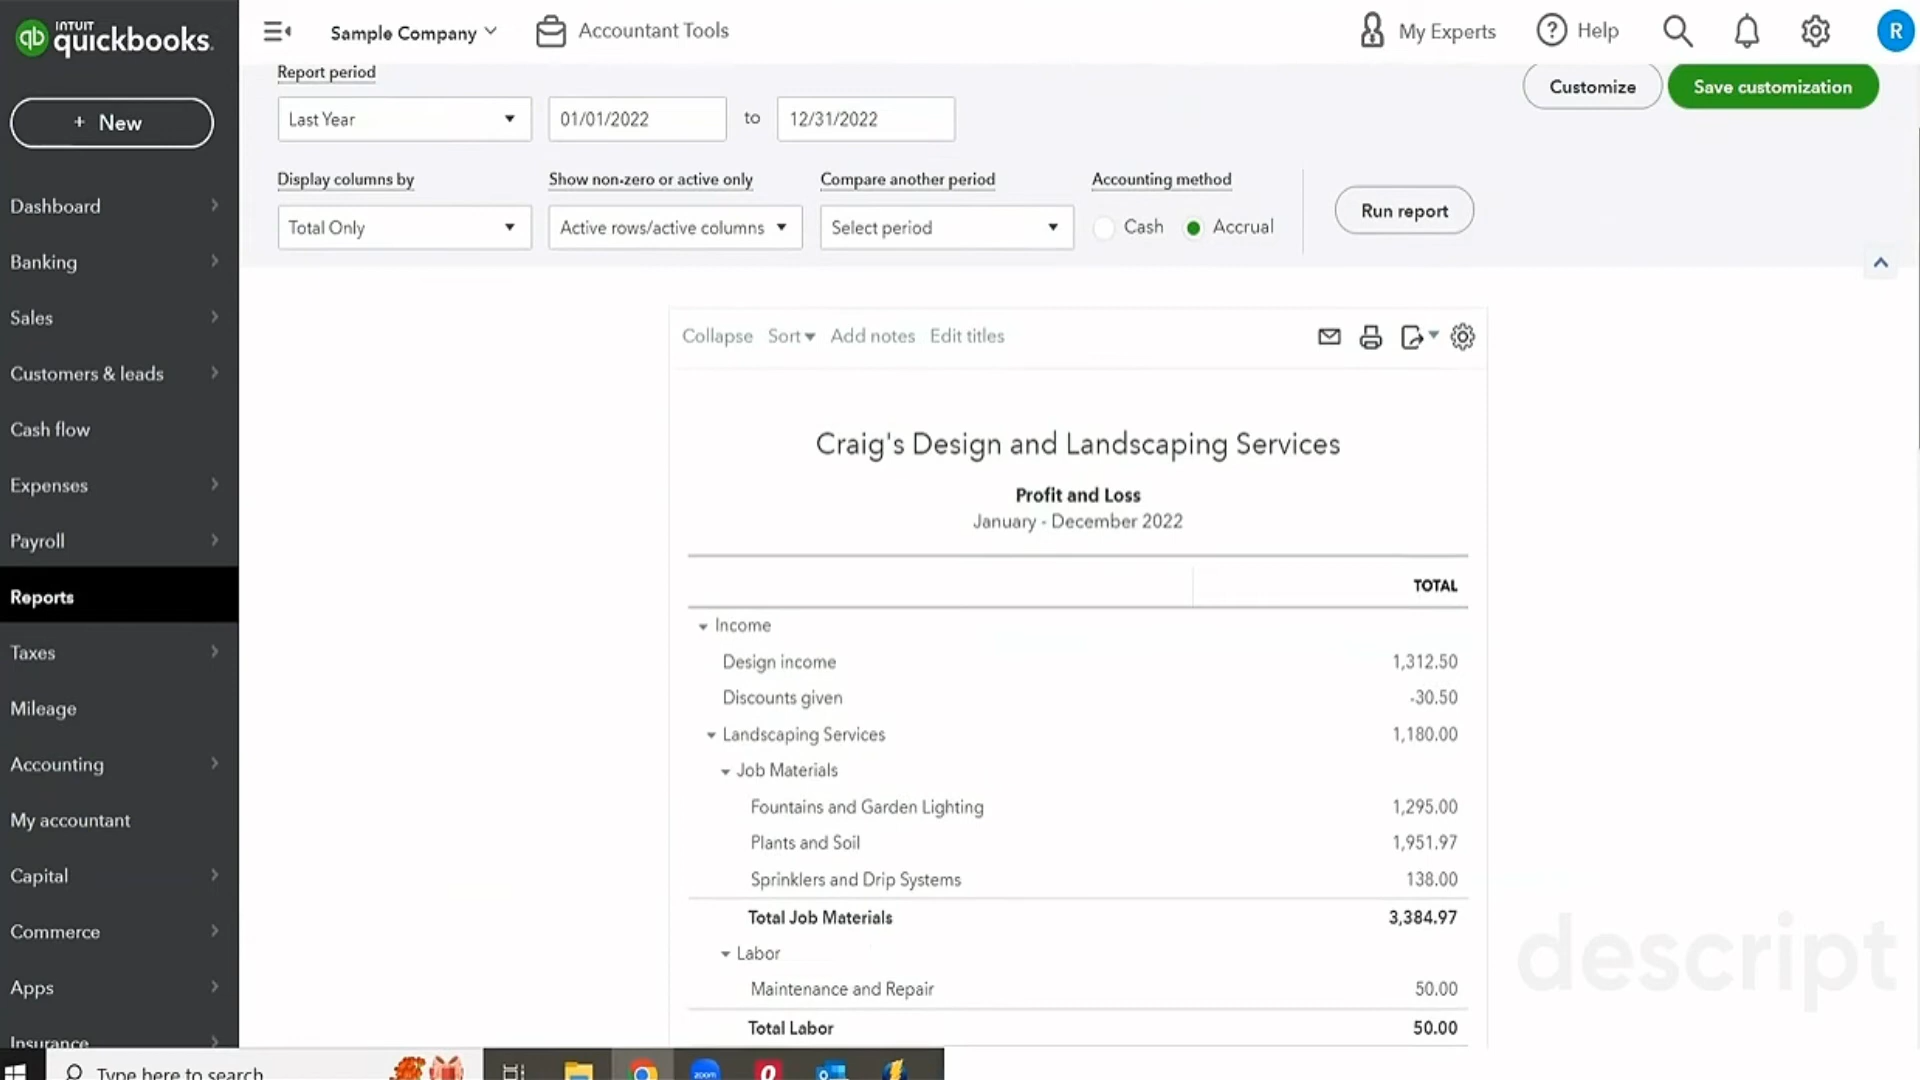 INTUIT
quickbooks.
Sample Company
Accountant Tools
My Experts
Help
R
+ New
Dashboard
Banking
Sales
Customers & leads
Cash flow
Expenses
Payroll
Reports
Taxes
Mileage
Accounting
My accountant
Capital
Commerce
Apps
Insurance
Report period
Customize
Save customization
Last Year
01/01/2022
to
12/31/2022
Display columns by
Show non-zero or active only
Compare another period
Accounting method
Total Only
Active rows/active columns
Select period
Cash
Accrual
Run report
Collapse Sort Add notes Edit titles
Craig's Design and Landscaping Services
Profit and Loss
January - December 2022
TOTAL
Income
Design income 1,312.50
Discounts given -30.50
Landscaping Services 1,180.00
Job Materials
Fountains and Garden Lighting 1,295.00
Plants and Soil 1,951.97
Sprinklers and Drip Systems 138.00
Total Job Materials 3,384.97
Labor
Maintenance and Repair 50.00
Total Labor 50.00
descript
Type here to search
zoom